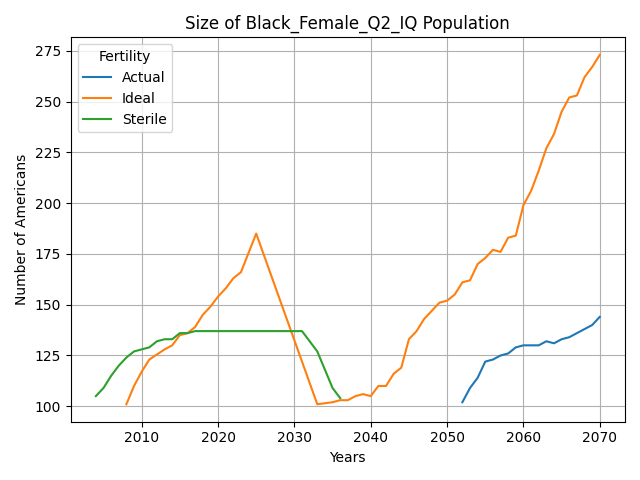 Size of Black_Female_Q2_IQ Population
Number of Americans
275
250
225
200
175
150
125
100
Fertility
Actual
Ideal
Sterile
2010 2020 2030 2040 2050 2060 2070
Years